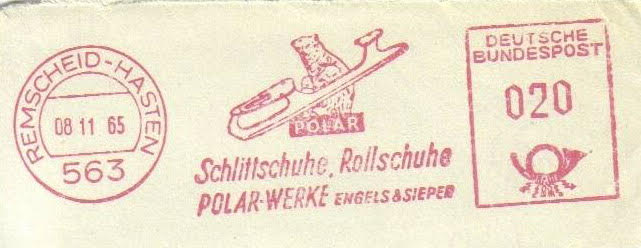 REMSCHEID-HASTEN
08 11 65
563
POLAR
Schlittschuhe, Rollschuhe
POLAR-WERKE ENGELS & SIEPER
DEUTSCHE
BUNDESPOST
020